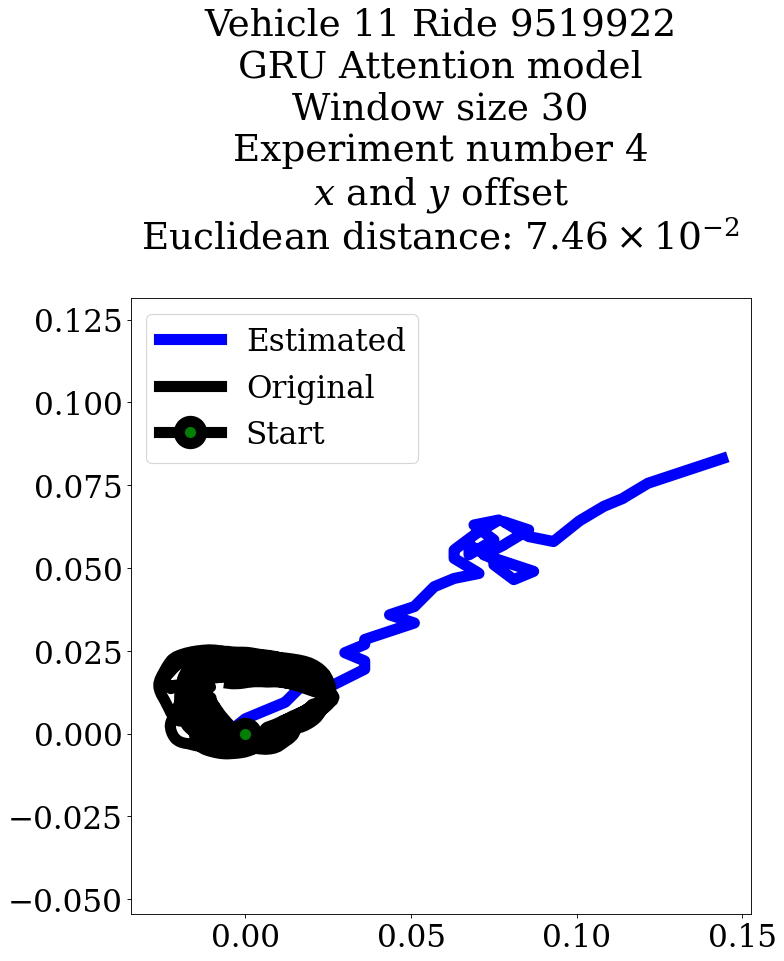 Vehicle 11 Ride 9519922
GRU Attention model
Window size 30
Experiment number 4
x and y offset
Euclidean distance: 7.46 × 10⁻²
Estimated
Original
Start
0.125
0.100
0.075
0.050
0.025
0.000
−0.025
−0.050
0.00 0.05 0.10 0.15